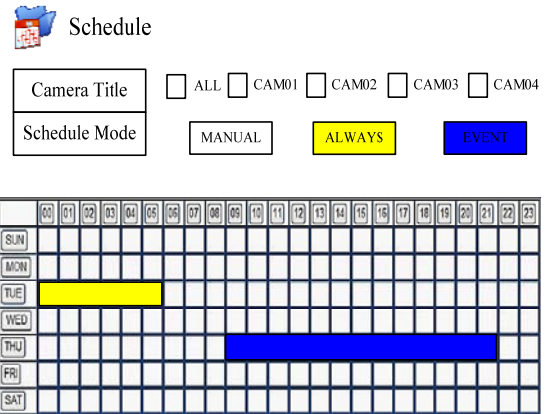 Schedule
Camera Title ALL CAM01 CAM02 CAM03 CAM04
Schedule Mode MANUAL ALWAYS EVENT
00 01 02 03 04 05 06 07 08 09 10 11 12 13 14 15 16 17 18 19 20 21 22 23
SUN
MON
TUE
WED
THU
FRI
SAT